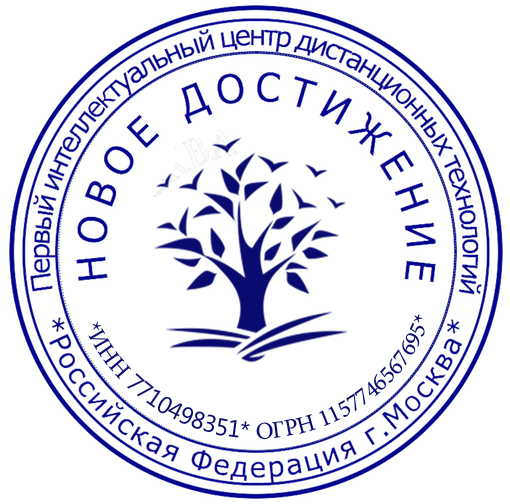 Первый интеллектуальный центр дистанционных технологий
*Российская Федерация г.Москва*
НОВОЕ ДОСТИЖЕНИЕ
*ИНН 7710498351* ОГРН 1157746567695*